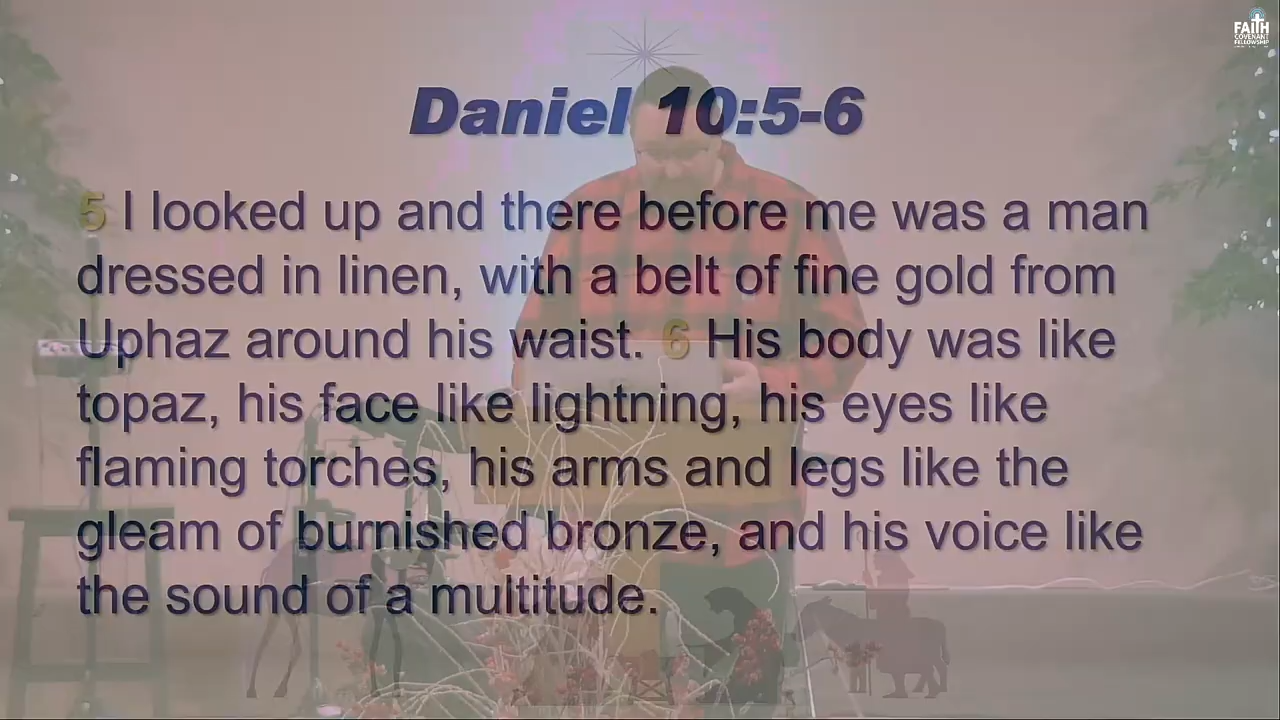 FAITH
COVENANT
FELLOWSHIP
Daniel 10:5-6
5 I looked up and there before me was a man
dressed in linen, with a belt of fine gold from
Uphaz around his waist. 6 His body was like
topaz, his face like lightning, his eyes like
flaming torches, his arms and legs like the
gleam of burnished bronze, and his voice like
the sound of a multitude.